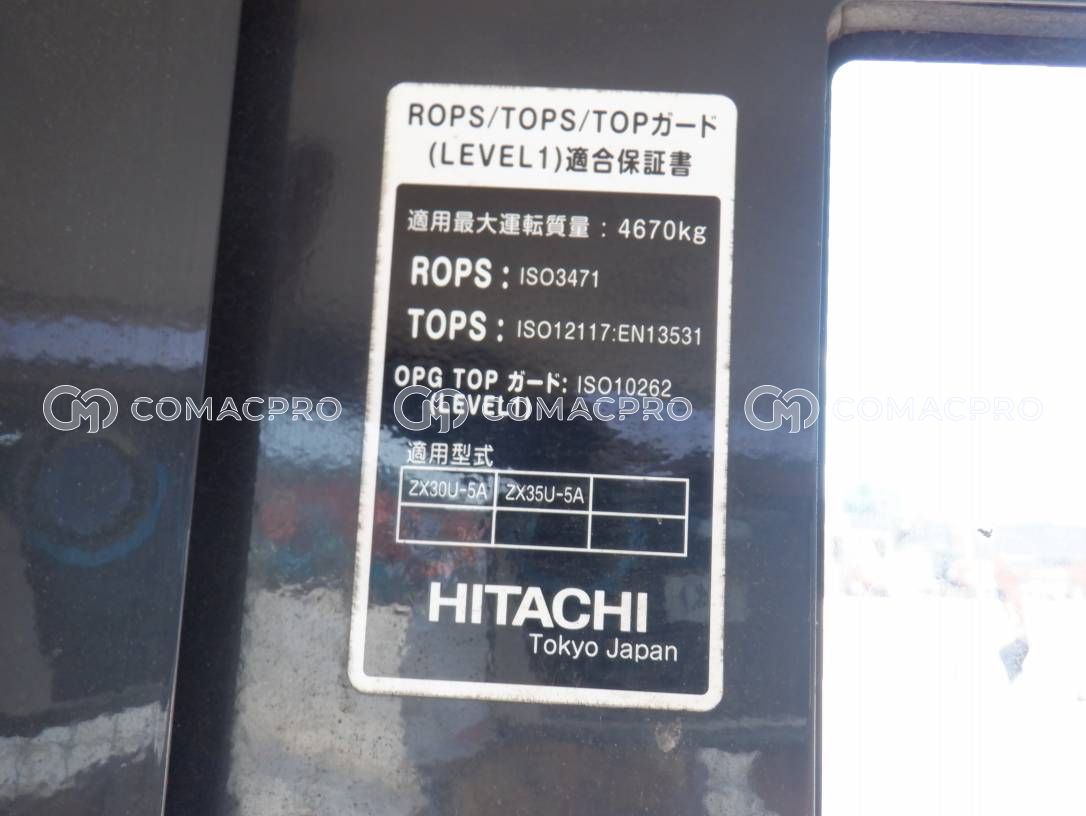 ROPS/TOPS/TOPガード
(LEVEL1)適合保証書
適用最大運転質量：4670kg
ROPS：ISO3471
TOPS：ISO12117:EN13531
OPG TOP ガード：ISO10262
(LEVEL1)
COMACPRO COMACPRO COMACPRO
適用型式
ZX30U-5A ZX35U-5A
HITACHI
Tokyo Japan